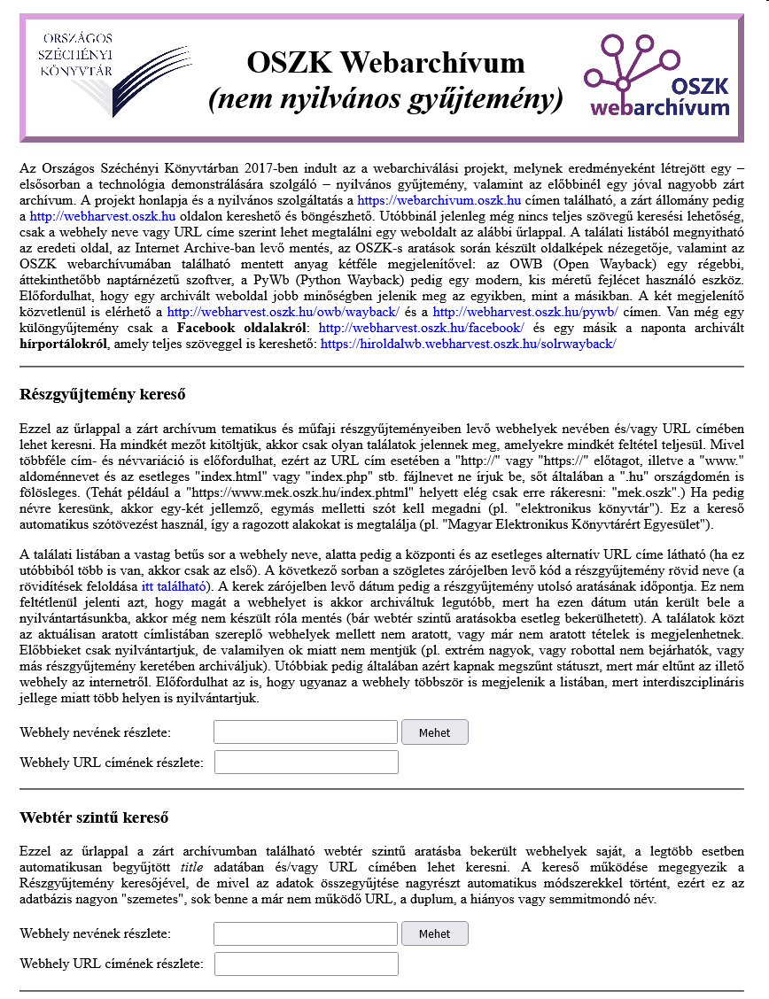 ORSZÁGOS
SZÉCHÉNYI
KÖNYVTÁR
OSZK Webarchívum
(nem nyilvános gyűjtemény)
OSZK
webarchívum
Az Országos Széchényi Könyvtárban 2017-ben indult az a webarchiválási projekt, melynek eredményeként létrejött egy –
elsősorban a technológia demonstrálására szolgáló – nyilvános gyűjtemény, valamint az előbbinél egy jóval nagyobb zárt
archívum. A projekt honlapja és a nyilvános szolgáltatás a https://webarchivum.oszk.hu címen található, a zárt állomány pedig
a http://webharvest.oszk.hu oldalon kereshető és böngészhető. Utóbbinál jelenleg még nincs teljes szövegű keresési lehetőség,
csak a webhely neve vagy URL címe szerint lehet megtalálni egy weboldalt az alábbi űrlappal. A találati listából megnyitható
az eredeti oldal, az Internet Archive-ban levő mentés, az OSZK-s aratások során készült oldalképek nézegetője, valamint az
OSZK webarchívumában található mentett anyag kétféle megjelenítővel: az OWB (Open Wayback) egy régebbi,
áttekinthetőbb naptárnézetű szoftver, a PyWb (Python Wayback) pedig egy modern, kis méretű fejlécet használó eszköz.
Előfordulhat, hogy egy archivált weboldal jobb minőségben jelenik meg az egyikben, mint a másikban. A két megjelenítő
közvetlenül is elérhető a http://webharvest.oszk.hu/owb/wayback/ és a http://webharvest.oszk.hu/pywb/ címen. Van még egy
különgyűjtemény csak a Facebook oldalakról: http://webharvest.oszk.hu/facebook/ és egy másik a naponta archivált
hírportálokról, amely teljes szöveggel is kereshető: https://hiroldalwb.webharvest.oszk.hu/solrwayback/
Részgyűjtemény kereső
Ezzel az űrlappal a zárt archívum tematikus és műfaji részgyűjteményeiben levő webhelyek nevében és/vagy URL címében
lehet keresni. Ha mindkét mezőt kitöltjük, akkor csak olyan találatok jelennek meg, amelyekre mindkét feltétel teljesül. Mivel
többféle cím- és névvariáció is előfordulhat, ezért az URL cím esetében a "http://" vagy "https://" előtagot, illetve a "www."
aldoménnevet és az esetleges "index.html" vagy "index.php" stb. fájlnevet ne írjuk be, sőt általában a ".hu" országdomén is
fölösleges. (Tehát például a "https://www.mek.oszk.hu/index.phtml" helyett elég csak erre rákeresni: "mek.oszk".) Ha pedig
névre keresünk, akkor egy-két jellemző, egymás melletti szót kell megadni (pl. "elektronikus könyvtár"). Ez a kereső
automatikus szótövezést használ, így a ragozott alakokat is megtalálja (pl. "Magyar Elektronikus Könyvtárért Egyesület").
A találati listában a vastag betűs sor a webhely neve, alatta pedig a központi és az esetleges alternatív URL címe látható (ha ez
utóbbiból több is van, akkor csak az első). A következő sorban a szögletes zárójelben levő kód a részgyűjtemény rövid neve (a
rövidítések feloldása itt található). A kerek zárójelben levő dátum pedig a részgyűjtemény utolsó aratásának időpontja. Ez nem
feltétlenül jelenti azt, hogy magát a webhelyet is akkor archiváltuk legutóbb, mert ha ezen dátum után került bele a
nyilvántartásunkba, akkor még nem készült róla mentés (bár webtér szintű aratásokba esetleg bekerülhetett). A találatok közt
az aktuálisan aratott címlistában szereplő webhelyek mellett nem aratott, vagy már nem aratott tételek is megjelenhetnek.
Előbbieket csak nyilvántartjuk, de valamilyen ok miatt nem mentjük (pl. extrém nagyok, vagy robottal nem bejárhatók, vagy
más részgyűjtemény keretében archiváljuk). Utóbbiak pedig általában azért kapnak megszűnt státuszt, mert már eltűnt az illető
webhely az internetről. Előfordulhat az is, hogy ugyanaz a webhely többször is megjelenik a listában, mert interdiszciplináris
jellege miatt több helyen is nyilvántartjuk.
Webhely nevének részlete: Mehet
Webhely URL címének részlete:
Webtér szintű kereső
Ezzel az űrlappal a zárt archívumban található webtér szintű aratásba bekerült webhelyek saját, a legtöbb esetben
automatikusan begyűjtött title adatában és/vagy URL címében lehet keresni. A kereső működése megegyezik a
Részgyűjtemény keresőjével, de mivel az adatok összegyűjtése nagyrészt automatikus módszerekkel történt, ezért ez az
adatbázis nagyon "szemetes", sok benne a már nem működő URL, a duplum, a hiányos vagy semmitmondó név.
Webhely nevének részlete: Mehet
Webhely URL címének részlete: